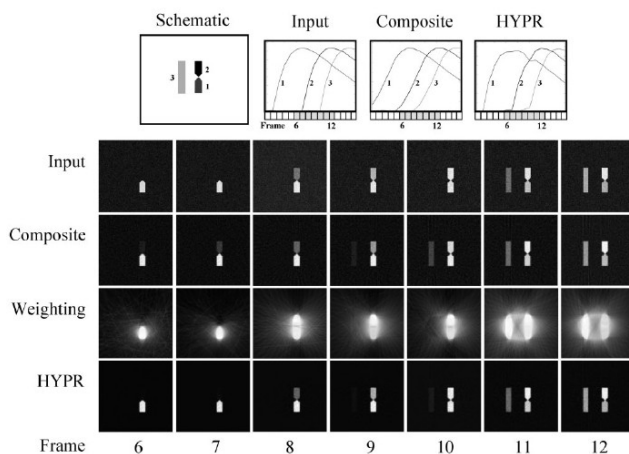 Schematic Input Composite HYPR
3 2 1
1 2 3
1 2 3
1 2 3
Frame 6 12 6 12 6 12
Input
Composite
Weighting
HYPR
Frame 6 7 8 9 10 11 12